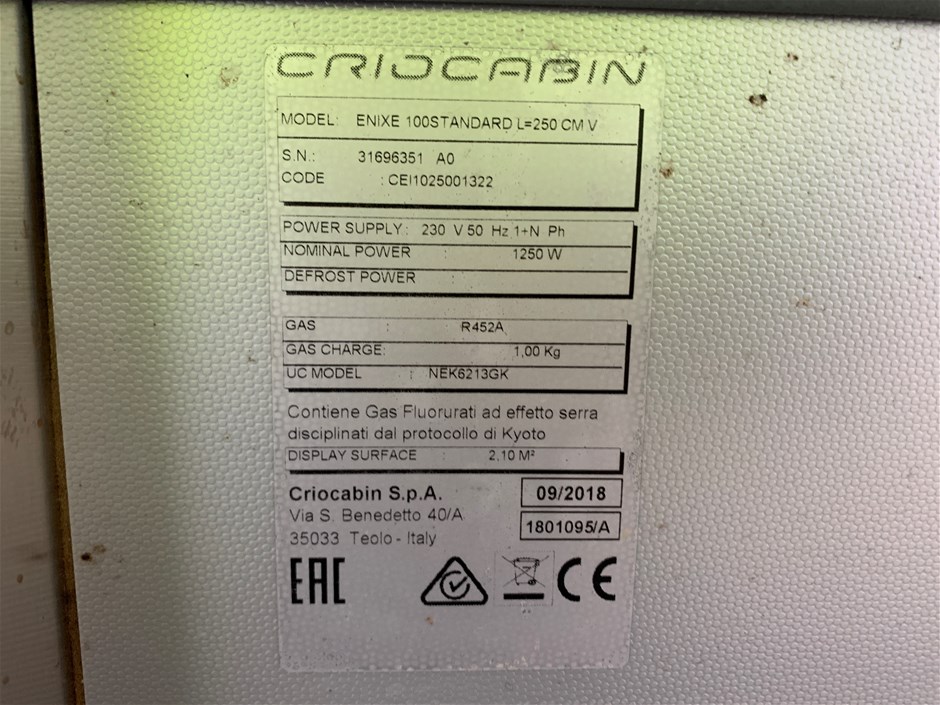 CRIOCABIN
MODEL: ENIXE 100STANDARD L=250 CM V
S.N.: 31696351 A0
CODE : CEI1025001322
POWER SUPPLY: 230 V 50 Hz 1+N Ph
NOMINAL POWER : 1250 W
DEFROST POWER :
GAS : R452A
GAS CHARGE: 1,00 Kg
UC MODEL : NEK6213GK
Contiene Gas Fluorurati ad effetto serra
disciplinati dal protocollo di Kyoto
DISPLAY SURFACE : 2,10 M²
Criocabin S.p.A. 09/2018
Via S. Benedetto 40/A 1801095/A
35033 Teolo - Italy
EAC CE